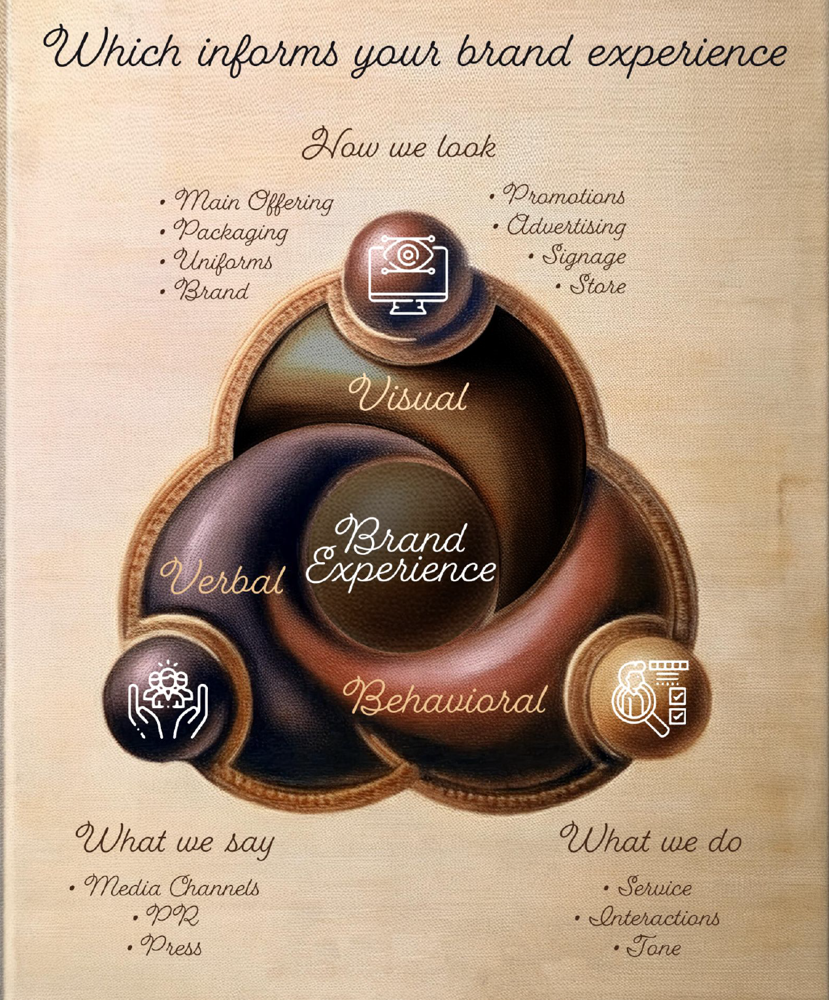 Which informs your brand experience
How we look
• Main Offering
• Packaging
• Uniforms
• Brand
• Promotions
• Advertising
• Signage
• Store
Visual
Brand
Experience
Verbal
Behavioral
What we say
• Media Channels
• PR
• Press
What we do
• Service
• Interactions
• Tone